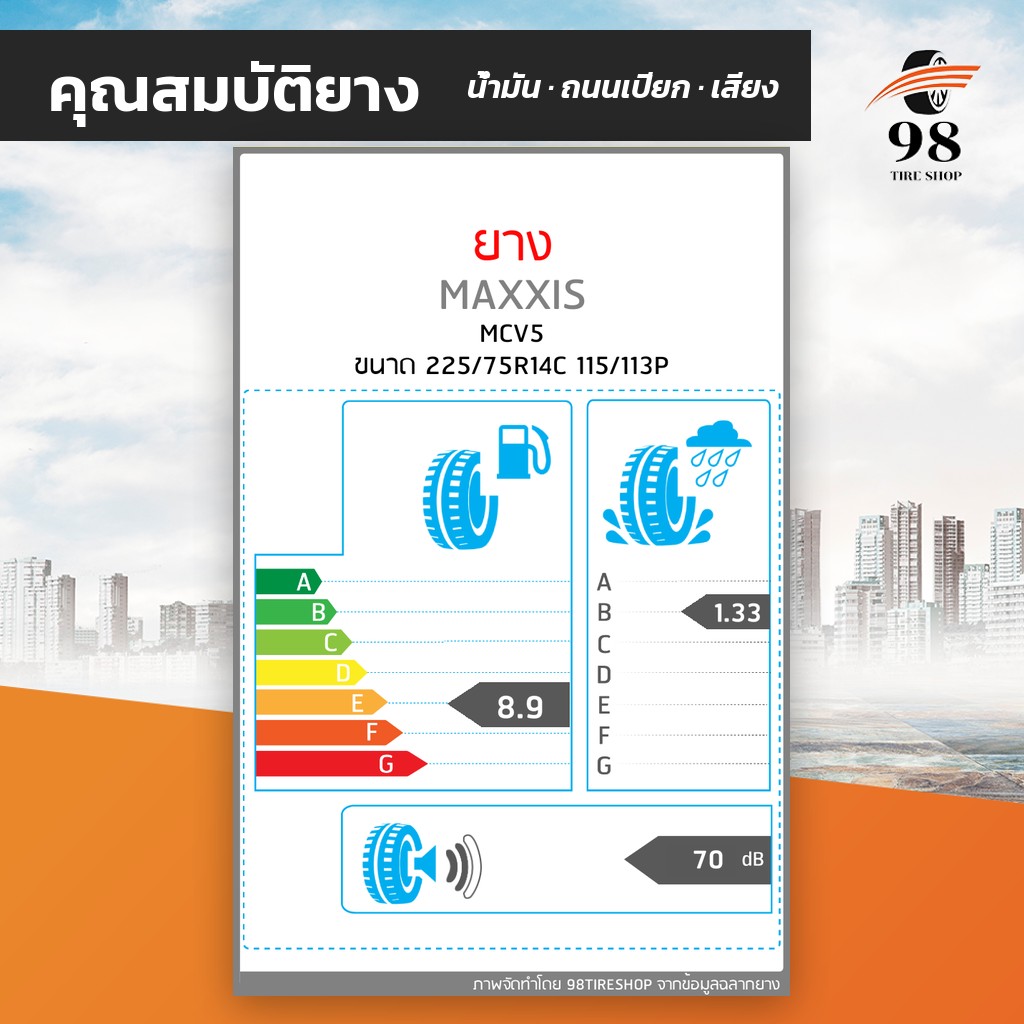 คุณสมบัติยาง น้ำมัน · ถนนเปียก · เสียง
98
TIRE SHOP
ยาง
MAXXIS
MCV5
ขนาด 225/75R14C 115/113P
A
B
C
D
E
F
G
8.9
A
B
C
D
E
F
G
1.33
70 dB
ภาพจัดทำโดย 98TIRESHOP จากข้อมูลฉลากยาง